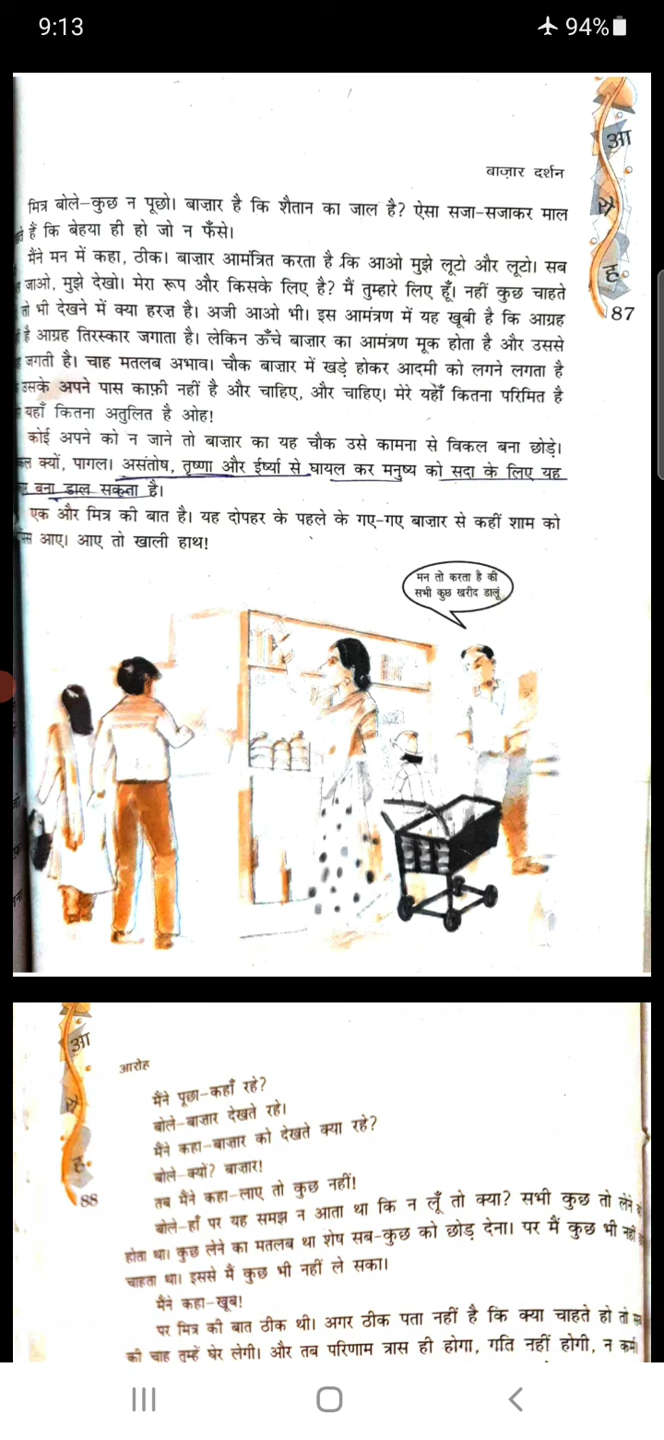 9:13
94%
बाज़ार दर्शन
आ
रो
ह
87
मित्र बोले–कुछ न पूछो। बाज़ार है कि शैतान का जाल है? ऐसा सजा-सजाकर माल
हैं कि बेहया ही हो जो न फँसे।
मैंने मन में कहा, ठीक। बाज़ार आमंत्रित करता है कि आओ मुझे लूटो और लूटो। सब
जाओ, मुझे देखो। मेरा रूप और किसके लिए है? मैं तुम्हारे लिए हूँ। नहीं कुछ चाहते
तो भी देखने में क्या हरज़ है। अजी आओ भी। इस आमंत्रण में यह खूबी है कि आग्रह
है आग्रह तिरस्कार जगाता है। लेकिन ऊँचे बाज़ार का आमंत्रण मूक होता है और उससे
जगती है। चाह मतलब अभाव। चौक बाज़ार में खड़े होकर आदमी को लगने लगता है
उसके अपने पास काफ़ी नहीं है और चाहिए, और चाहिए। मेरे यहाँ कितना परिमित है
यहाँ कितना अतुलित है ओह!
कोई अपने को न जाने तो बाज़ार का यह चौक उसे कामना से विकल बना छोड़े।
क्यों, पागल। असंतोष, तृष्णा और ईर्ष्या से घायल कर मनुष्य को सदा के लिए यह
बना डाल सकता है।
एक और मित्र की बात है। यह दोपहर के पहले के गए-गए बाज़ार से कहीं शाम को
आए। आए तो खाली हाथ!
मन तो करता है की
सभी कुछ खरीद डालूं
आ
रो
ह
88
आरोह
मैंने पूछा–कहाँ रहे?
बोले–बाज़ार देखते रहे।
मैंने कहा–बाज़ार को देखते क्या रहे?
बोले–क्यों? बाज़ार!
तब मैंने कहा–लाए तो कुछ नहीं!
बोले–हाँ पर यह समझ न आता था कि न लूँ तो क्या? सभी कुछ तो लेने को
होता था। कुछ लेने का मतलब था शेष सब-कुछ को छोड़ देना। पर मैं कुछ भी नहीं
चाहता था। इससे मैं कुछ भी नहीं ले सका।
मैंने कहा–खूब!
पर मित्र की बात ठीक थी। अगर ठीक पता नहीं है कि क्या चाहते हो तो
की चाह तुम्हें घेर लेगी। और तब परिणाम त्रास ही होगा, गति नहीं होगी, न कर्म